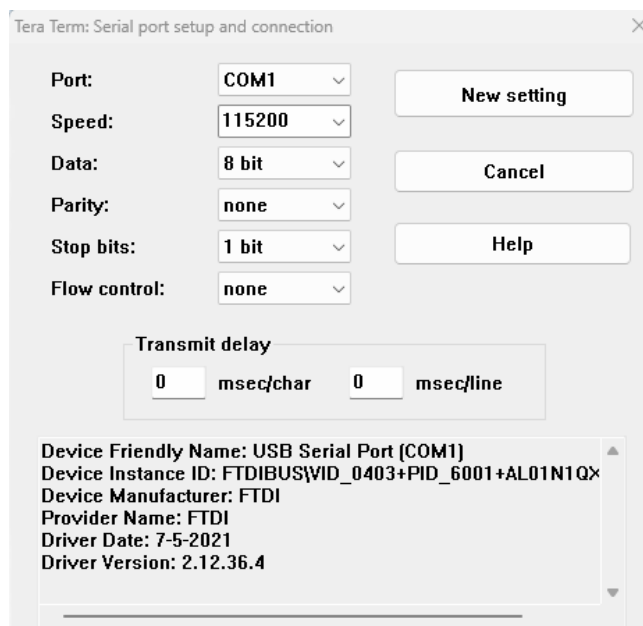 Tera Term: Serial port setup and connection
Port: COM1 New setting
Speed: 115200
Data: 8 bit Cancel
Parity: none
Stop bits: 1 bit Help
Flow control: none
Transmit delay
0 msec/char 0 msec/line
Device Friendly Name: USB Serial Port (COM1)
Device Instance ID: FTDIBUS\VID_0403+PID_6001+AL01N1QX
Device Manufacturer: FTDI
Provider Name: FTDI
Driver Date: 7-5-2021
Driver Version: 2.12.36.4